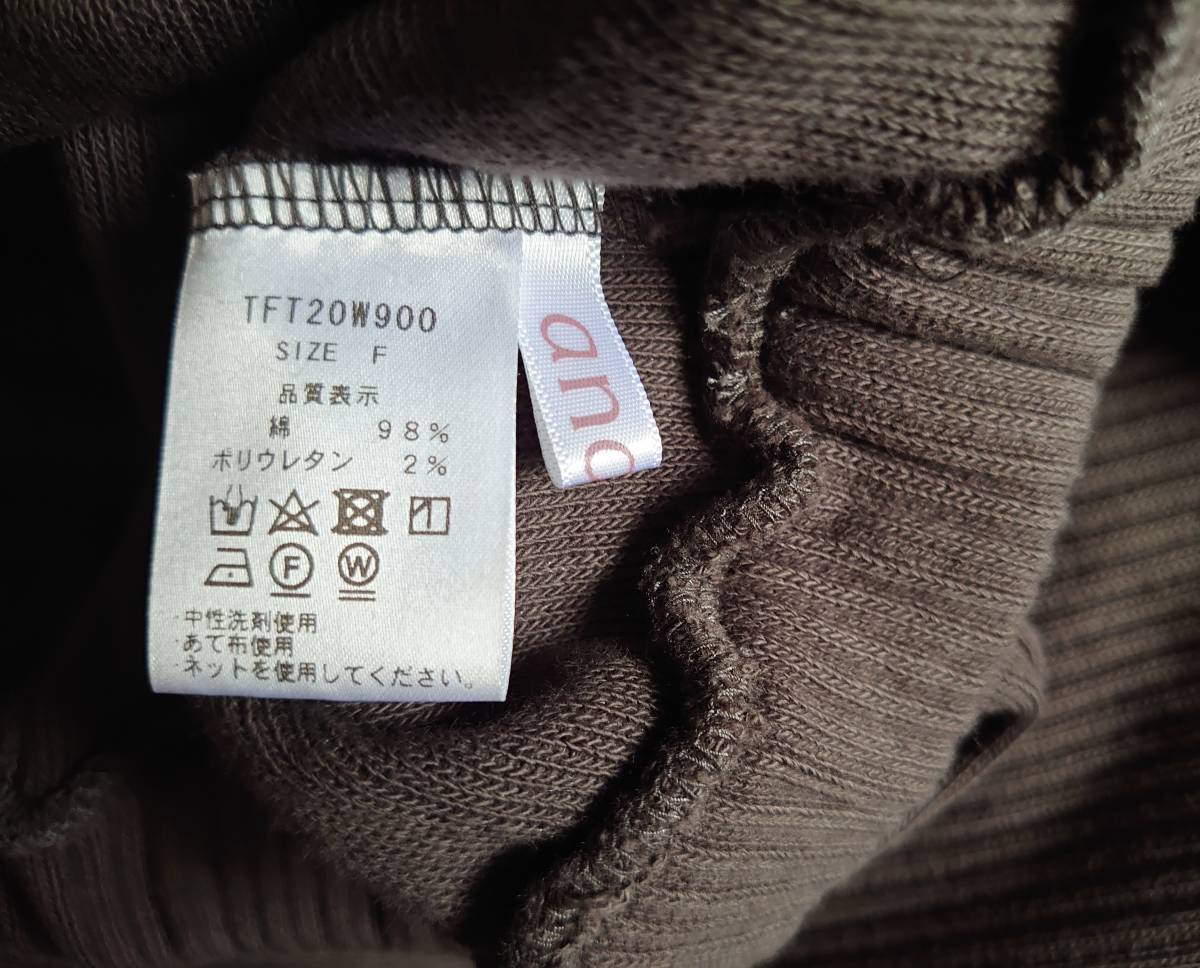 TFT20W900
SIZE F
品質表示
綿 98%
ポリウレタン 2%
F W
・中性洗剤使用
・あて布使用
・ネットを使用してください。
and